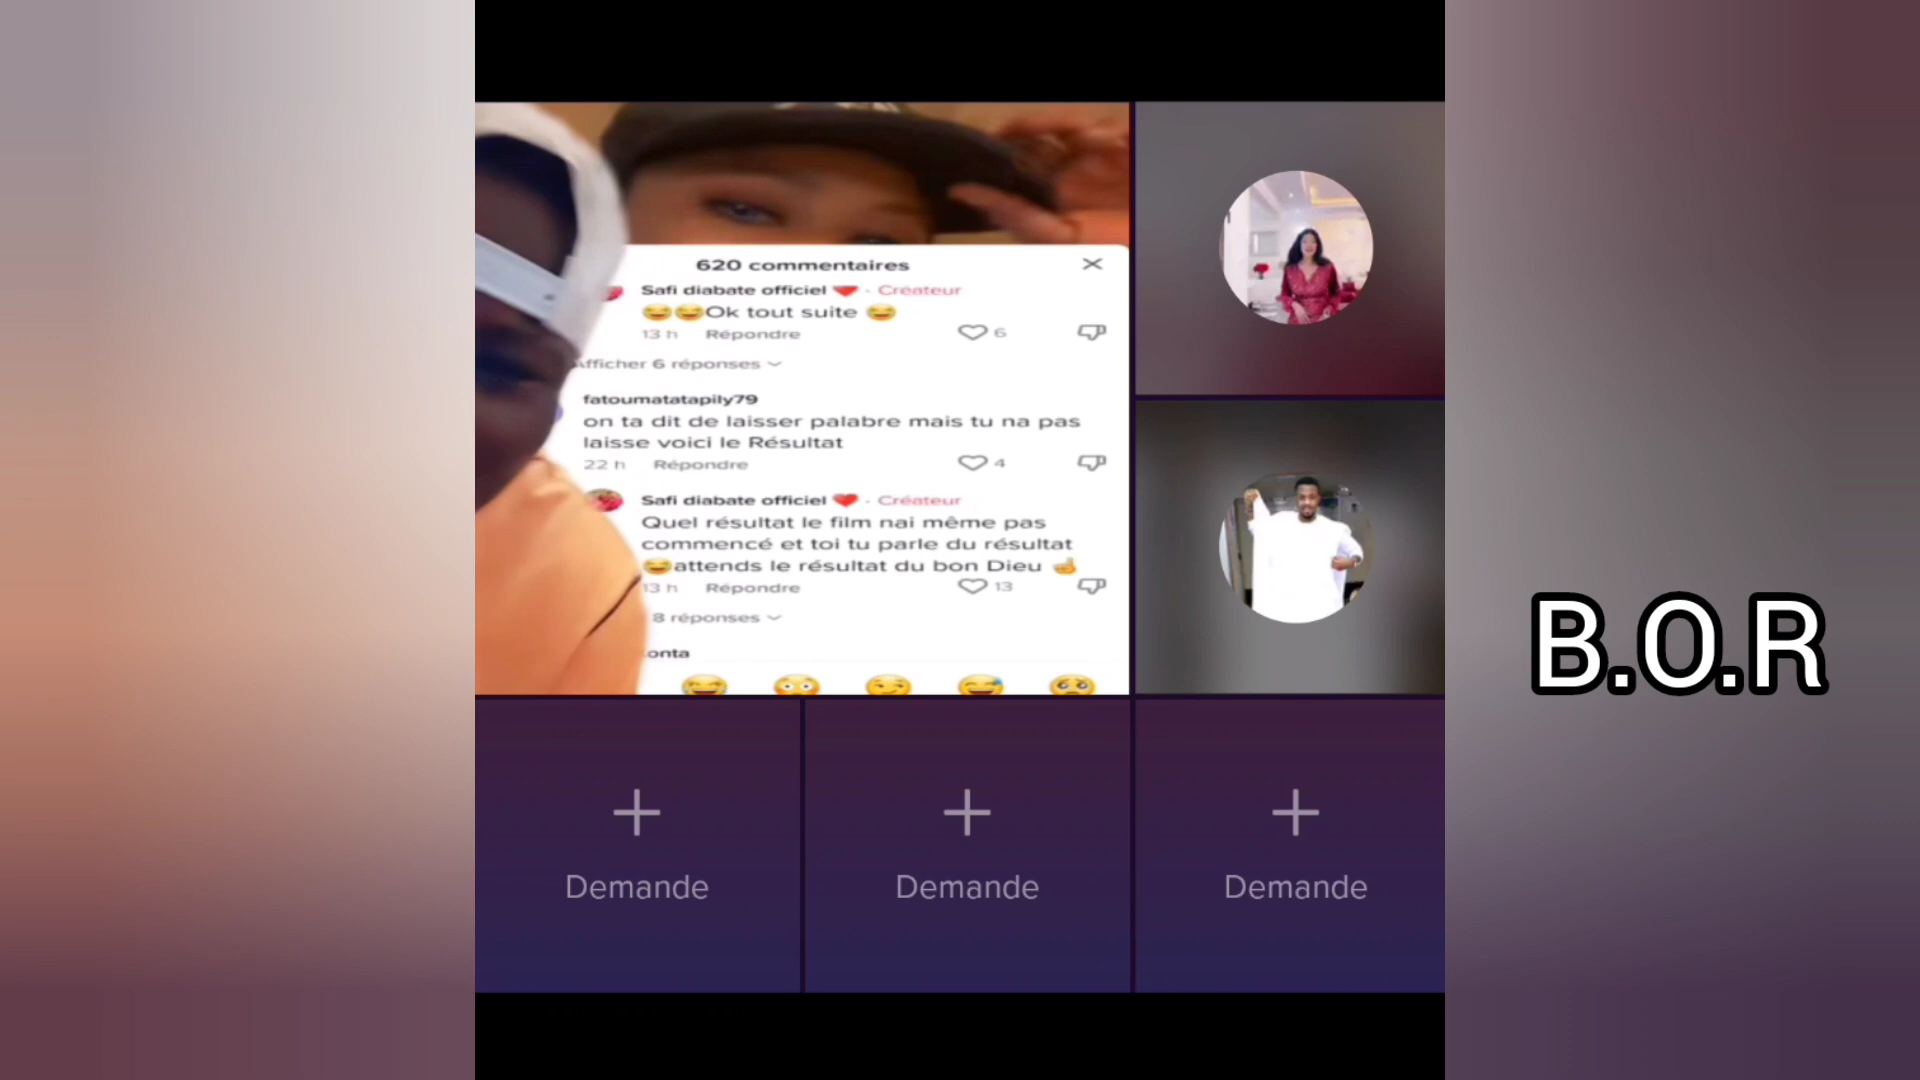 620 commentaires
Safi diabate officiel ❤️ · Créateur
😂😂Ok tout suite 😂
13 h Répondre 6
Afficher 6 réponses
fatoumatatapily79
on ta dit de laisser palabre mais tu na pas
laisse voici le Résultat
22 h Répondre 4
Safi diabate officiel ❤️ · Créateur
Quel résultat le film nai même pas
commencé et toi tu parle du résultat
😂attends le résultat du bon Dieu ☝️
13 h Répondre 13
8 réponses
onta
Demande
Demande
Demande
B.O.R